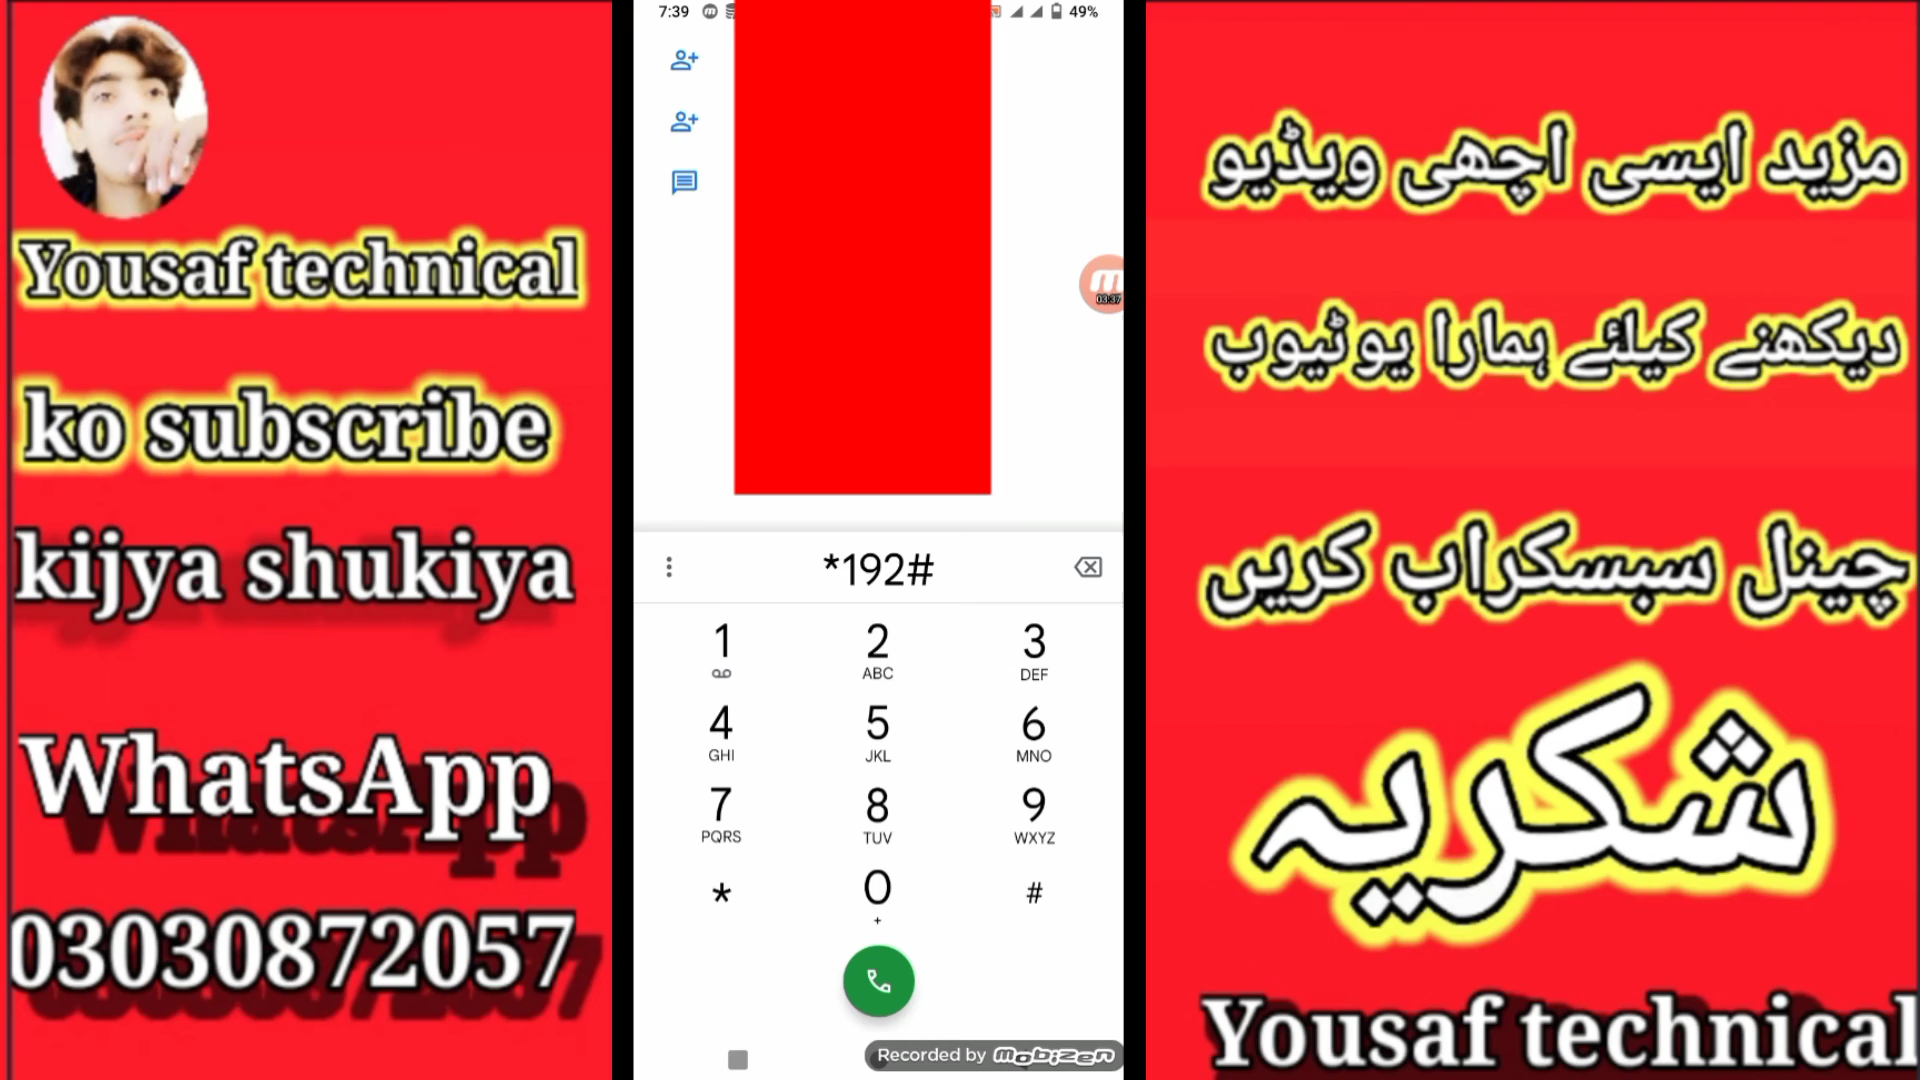 Yousaf technical
ko subscribe
kijya shukiya
WhatsApp
03030872057
7:39
49%
03:37
*192#
1
2
ABC
3
DEF
4
GHI
5
JKL
6
MNO
7
PQRS
8
TUV
9
WXYZ
*
0
+
#
Recorded by mobizen
مزید ایسی اچھی ویڈیو
دیکھنے کیلئے ہمارا یوٹیوب
چینل سبسکراب کریں
شکریہ
Yousaf technical